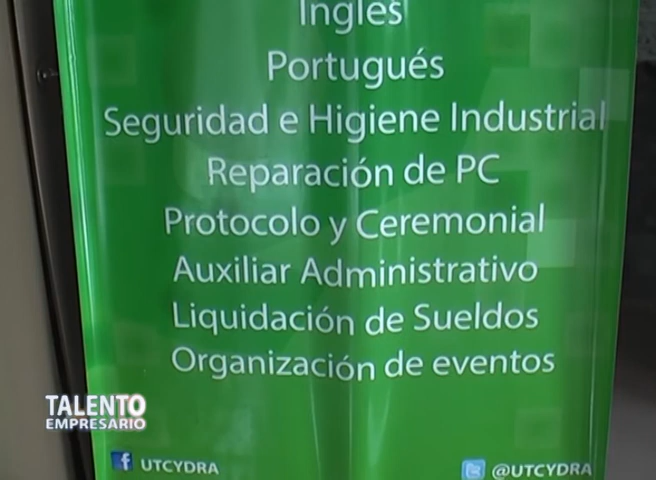 Ingles
Portugués
Seguridad e Higiene Industrial
Reparación de PC
Protocolo y Ceremonial
Auxiliar Administrativo
Liquidación de Sueldos
Organización de eventos
TALENTO
EMPRESARIO
UTCYDRA
@UTCYDRA